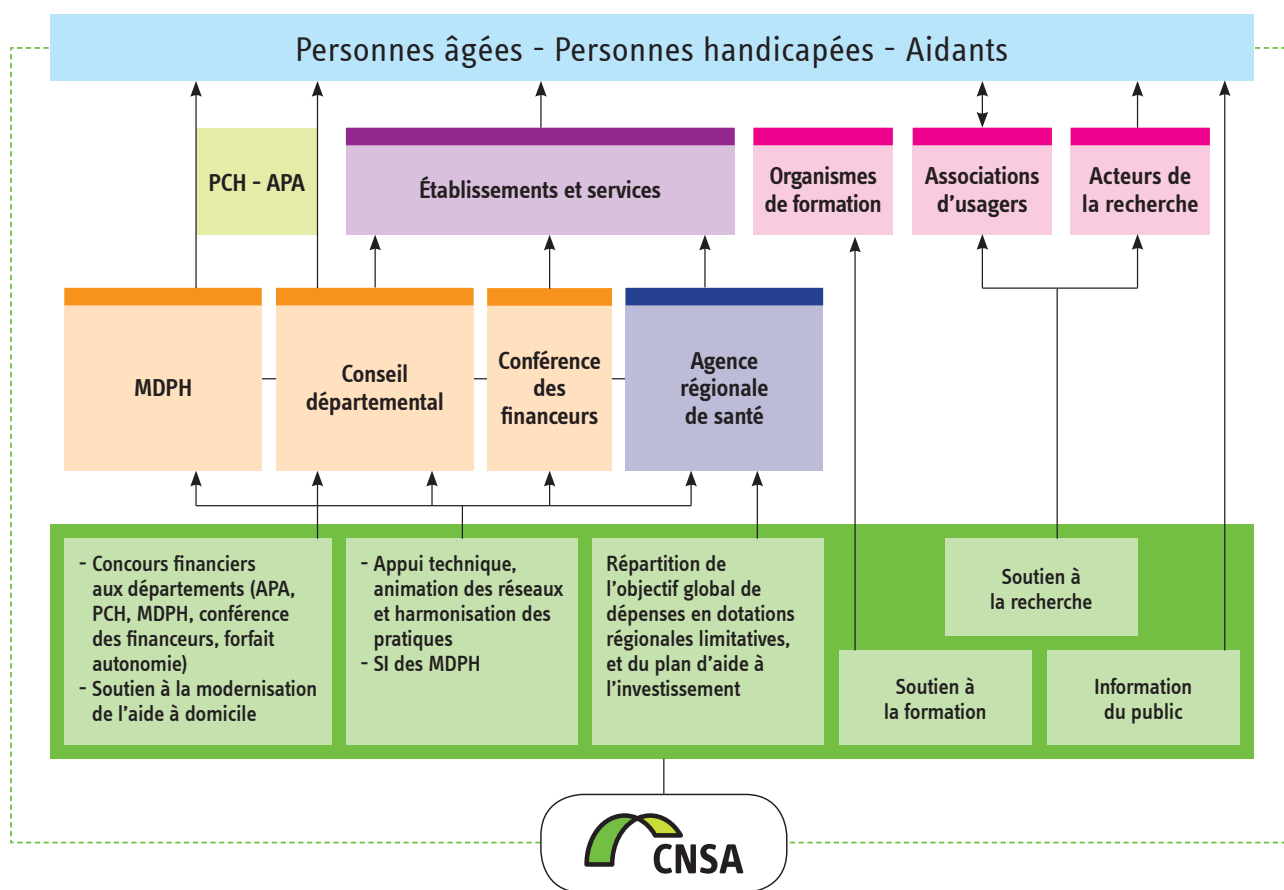 Personnes âgées - Personnes handicapées - Aidants
PCH - APA
Établissements et services
Organismes
de formation
Associations
d'usagers
Acteurs de
la recherche
MDPH
Conseil
départemental
Conférence
des
financeurs
Agence
régionale
de santé
- Concours financiers
aux départements (APA,
PCH, MDPH, conférence
des financeurs, forfait
autonomie)
- Soutien à la modernisation
de l'aide à domicile
- Appui technique,
animation des réseaux
et harmonisation des
pratiques
- SI des MDPH
Répartition de
l'objectif global de
dépenses en dotations
régionales limitatives,
et du plan d'aide à
l'investissement
Soutien à
la recherche
Soutien à
la formation
Information
du public
CNSA